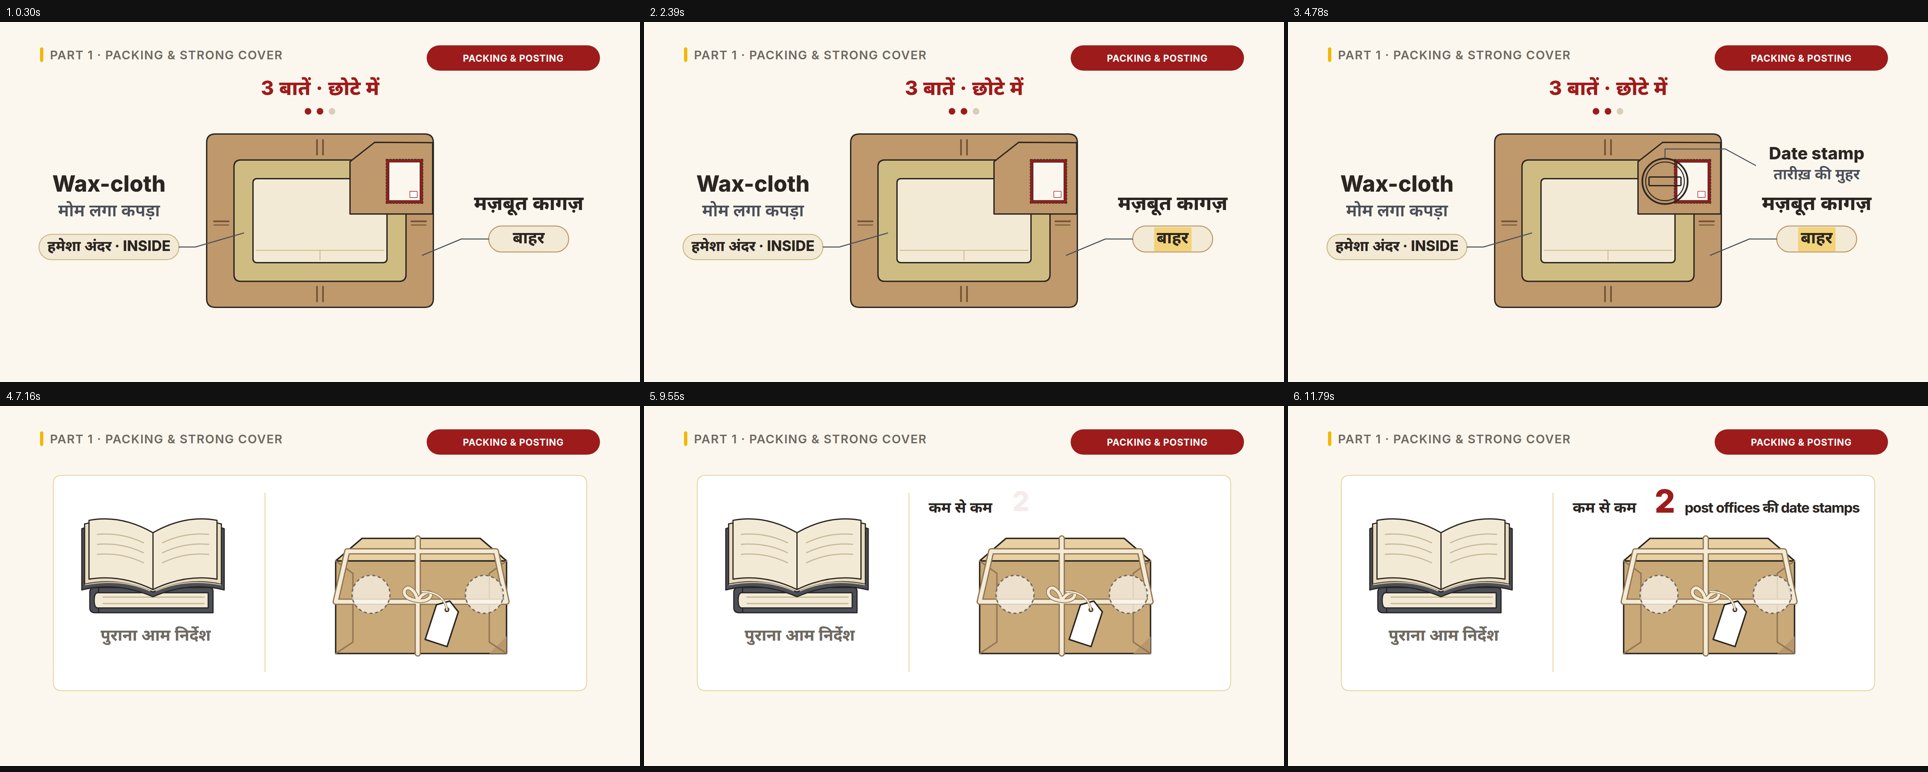 1. 0.30s
PART 1 · PACKING & STRONG COVER
PACKING & POSTING
3 बातें · छोटे में
Wax-cloth
मोम लगा कपड़ा
हमेशा अंदर · INSIDE
मज़बूत कागज़
बाहर
2. 2.39s
PART 1 · PACKING & STRONG COVER
PACKING & POSTING
3 बातें · छोटे में
Wax-cloth
मोम लगा कपड़ा
हमेशा अंदर · INSIDE
मज़बूत कागज़
बाहर
3. 4.78s
PART 1 · PACKING & STRONG COVER
PACKING & POSTING
3 बातें · छोटे में
Wax-cloth
मोम लगा कपड़ा
हमेशा अंदर · INSIDE
Date stamp
तारीख़ की मुहर
मज़बूत कागज़
बाहर
4. 7.16s
PART 1 · PACKING & STRONG COVER
PACKING & POSTING
पुराना आम निर्देश
5. 9.55s
PART 1 · PACKING & STRONG COVER
PACKING & POSTING
कम से कम 2
पुराना आम निर्देश
6. 11.79s
PART 1 · PACKING & STRONG COVER
PACKING & POSTING
कम से कम 2 post offices की date stamps
पुराना आम निर्देश